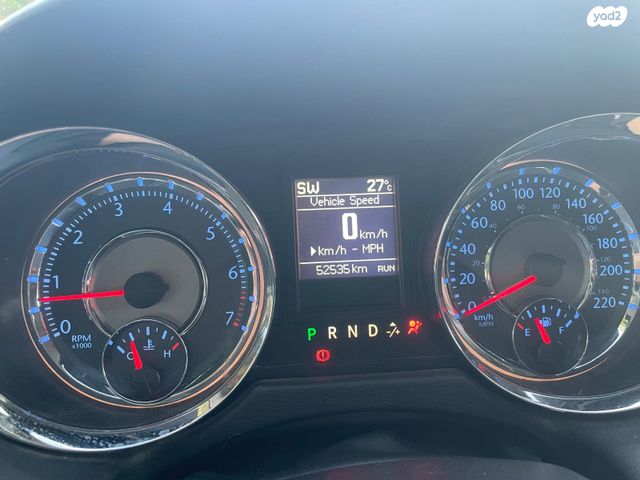 yad2
SW 27°C
Vehicle Speed
0 km/h
▸km/h - MPH
52535 km RUN
0 1 2 3 4 5 6 7
RPM
x1000
C H
P R N D +/-
0 20 40 60 80 100 120 140 160 180 200 220
km/h
MPH
E F